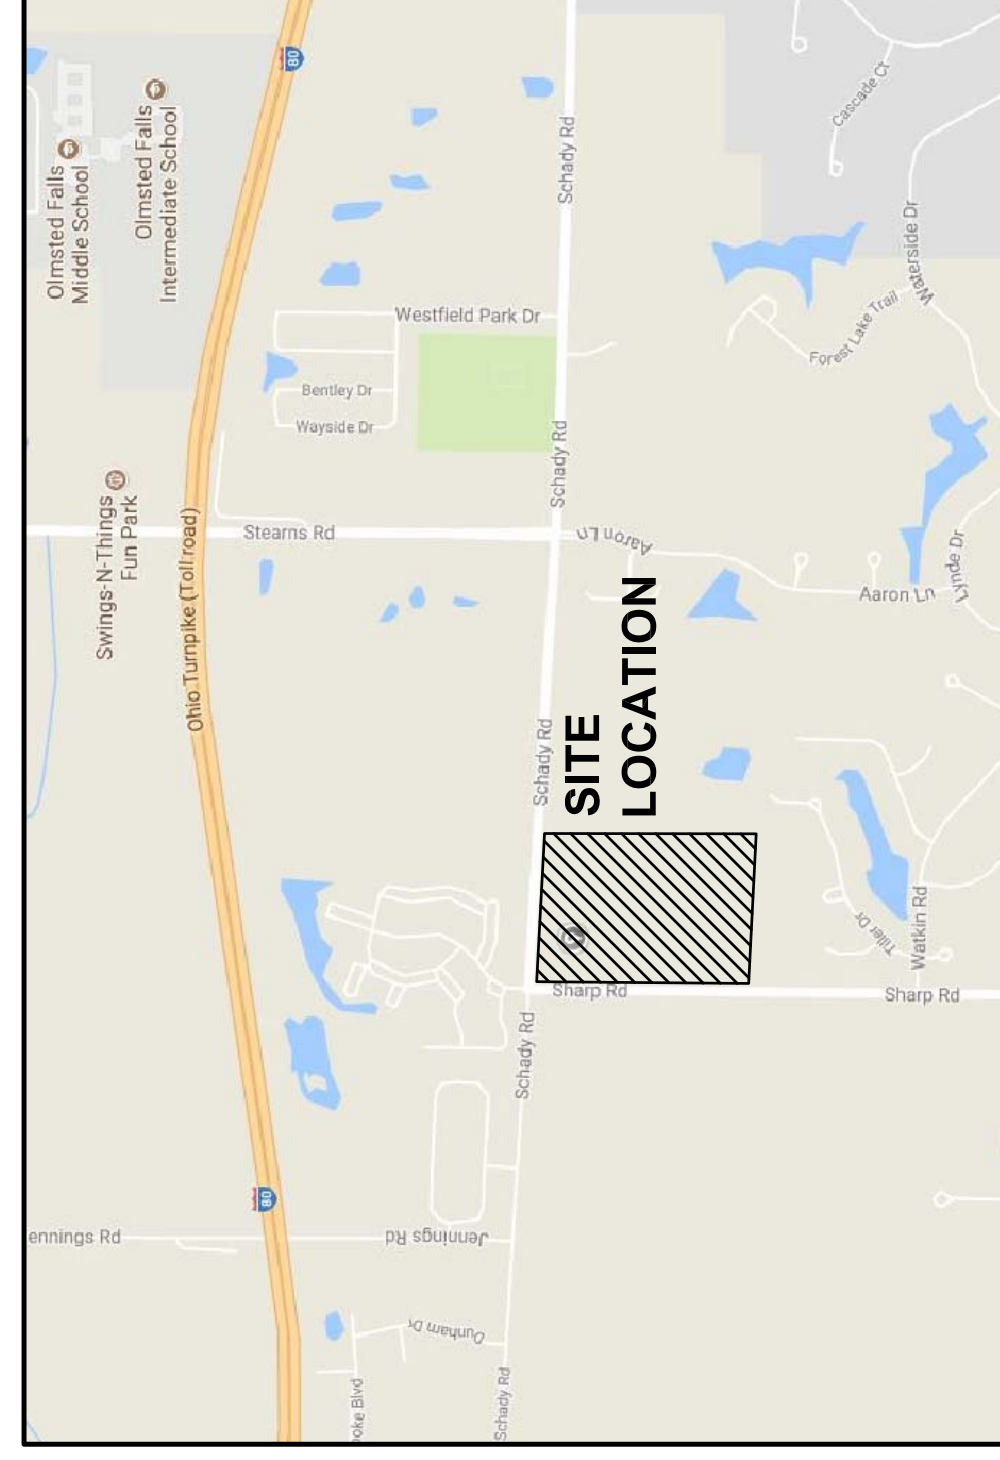 Olmsted Falls
Middle School
Olmsted Falls
Intermediate School
80
Schady Rd
Cascade Ct
Waterside Dr
Forest Lake Trail
Westfield Park Dr
Bentley Dr
Wayside Dr
Swings-N-Things
Fun Park
Stearns Rd
Schady Rd
Aaron Ln
Ohio Turnpike (Toll road)
Aaron Ln
Lynde Dr
Schady Rd
SITE
LOCATION
Tiller Dr
Watkin Rd
Sharp Rd
Sharp Rd
Schady Rd
80
ennings Rd
Jennings Rd
Dunham Dr
oke Blvd
Schady Rd